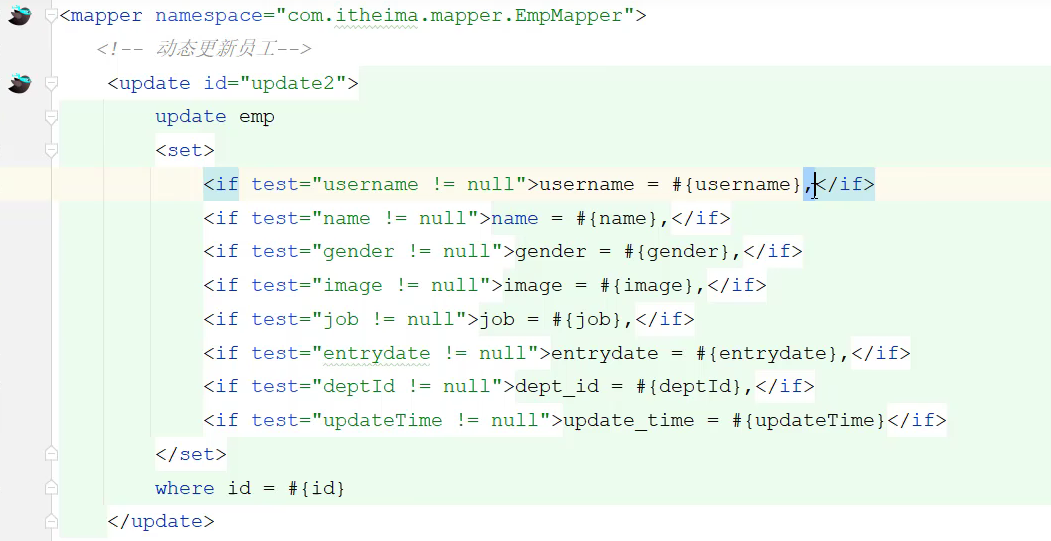 <mapper namespace="com.itheima.mapper.EmpMapper">
<!-- 动态更新员工-->
<update id="update2">
update emp
<set>
<if test="username != null">username = #{username},</if>
<if test="name != null">name = #{name},</if>
<if test="gender != null">gender = #{gender},</if>
<if test="image != null">image = #{image},</if>
<if test="job != null">job = #{job},</if>
<if test="entrydate != null">entrydate = #{entrydate},</if>
<if test="deptId != null">dept_id = #{deptId},</if>
<if test="updateTime != null">update_time = #{updateTime}</if>
</set>
where id = #{id}
</update>